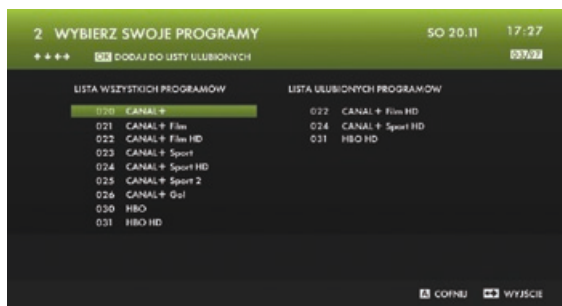 2 WYBIERZ SWOJE PROGRAMY
SO 20.11 17:27
OK DODAJ DO LISTY ULUBIONYCH
03/97
LISTA WSZYSTKICH PROGRAMÓW
020 CANAL+
021 CANAL+ Film
022 CANAL+ Film HD
023 CANAL+ Sport
024 CANAL+ Sport HD
025 CANAL+ Sport 2
026 CANAL+ Gol
030 HBO
031 HBO HD
LISTA ULUBIONYCH PROGRAMÓW
022 CANAL+ Film HD
024 CANAL+ Sport HD
031 HBO HD
A COFNIJ
WYJŚCIE